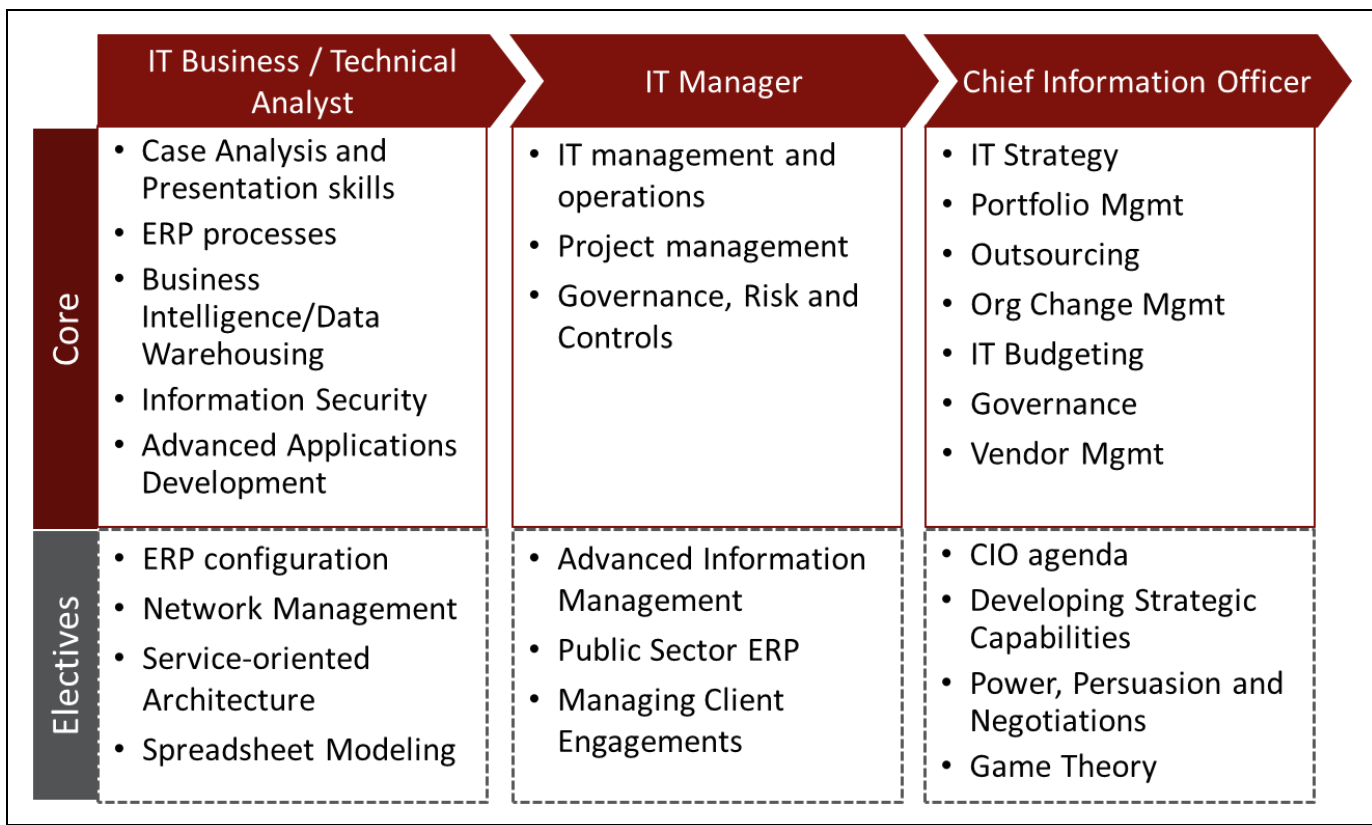 IT Business / Technical
Analyst
IT Manager
Chief Information Officer
Core
• Case Analysis and
Presentation skills
• ERP processes
• Business
Intelligence/Data
Warehousing
• Information Security
• Advanced Applications
Development
• IT management and
operations
• Project management
• Governance, Risk and
Controls
• IT Strategy
• Portfolio Mgmt
• Outsourcing
• Org Change Mgmt
• IT Budgeting
• Governance
• Vendor Mgmt
Electives
• ERP configuration
• Network Management
• Service-oriented
Architecture
• Spreadsheet Modeling
• Advanced Information
Management
• Public Sector ERP
• Managing Client
Engagements
• CIO agenda
• Developing Strategic
Capabilities
• Power, Persuasion and
Negotiations
• Game Theory